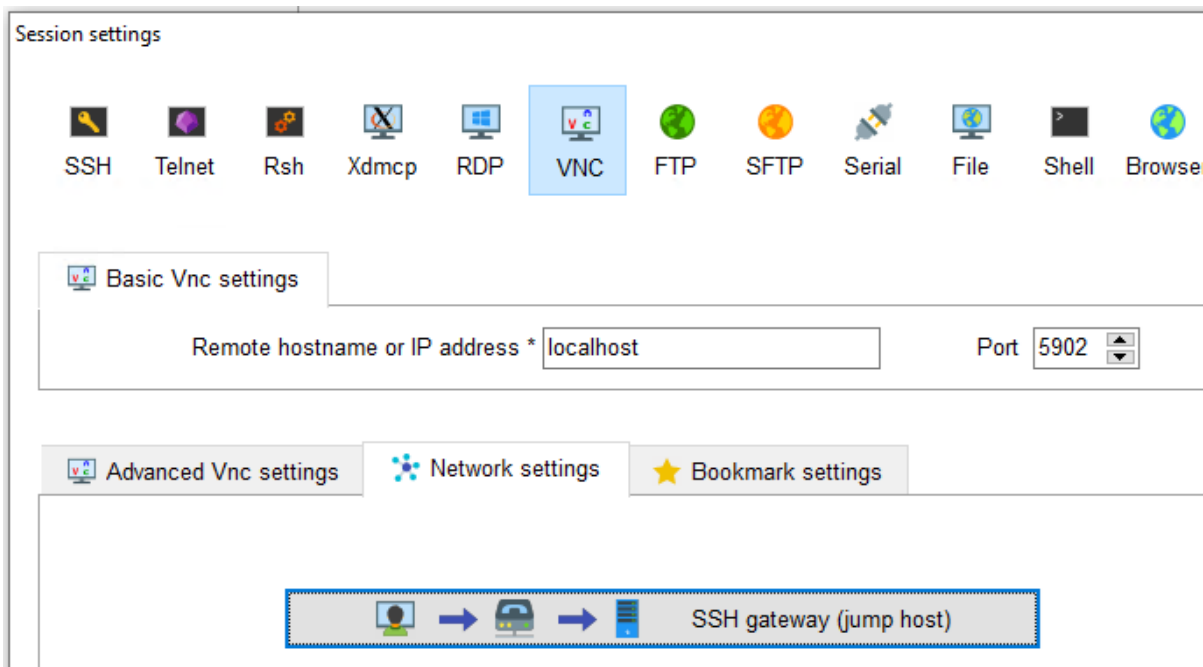 Session settings
SSH Telnet Rsh Xdmcp RDP VNC FTP SFTP Serial File Shell Browser
Basic Vnc settings
Remote hostname or IP address * localhost Port 5902
Advanced Vnc settings Network settings Bookmark settings
SSH gateway (jump host)